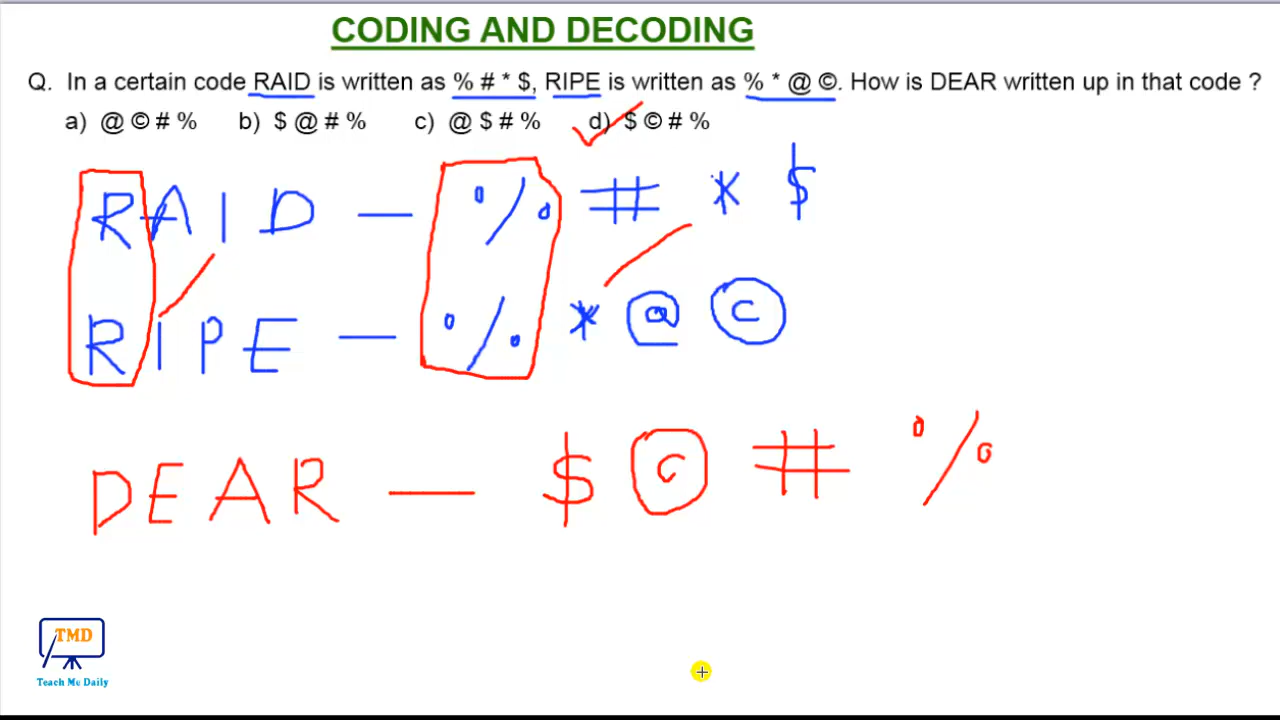 CODING AND DECODING
Q. In a certain code RAID is written as % # * $, RIPE is written as % * @ ©. How is DEAR written up in that code ?
a) @ © # % b) $ @ # % c) @ $ # % d) $ © # %
RAID - % # * $
RIPE - % * @ ©
DEAR - $ © # %
TMD
Teach Me Daily